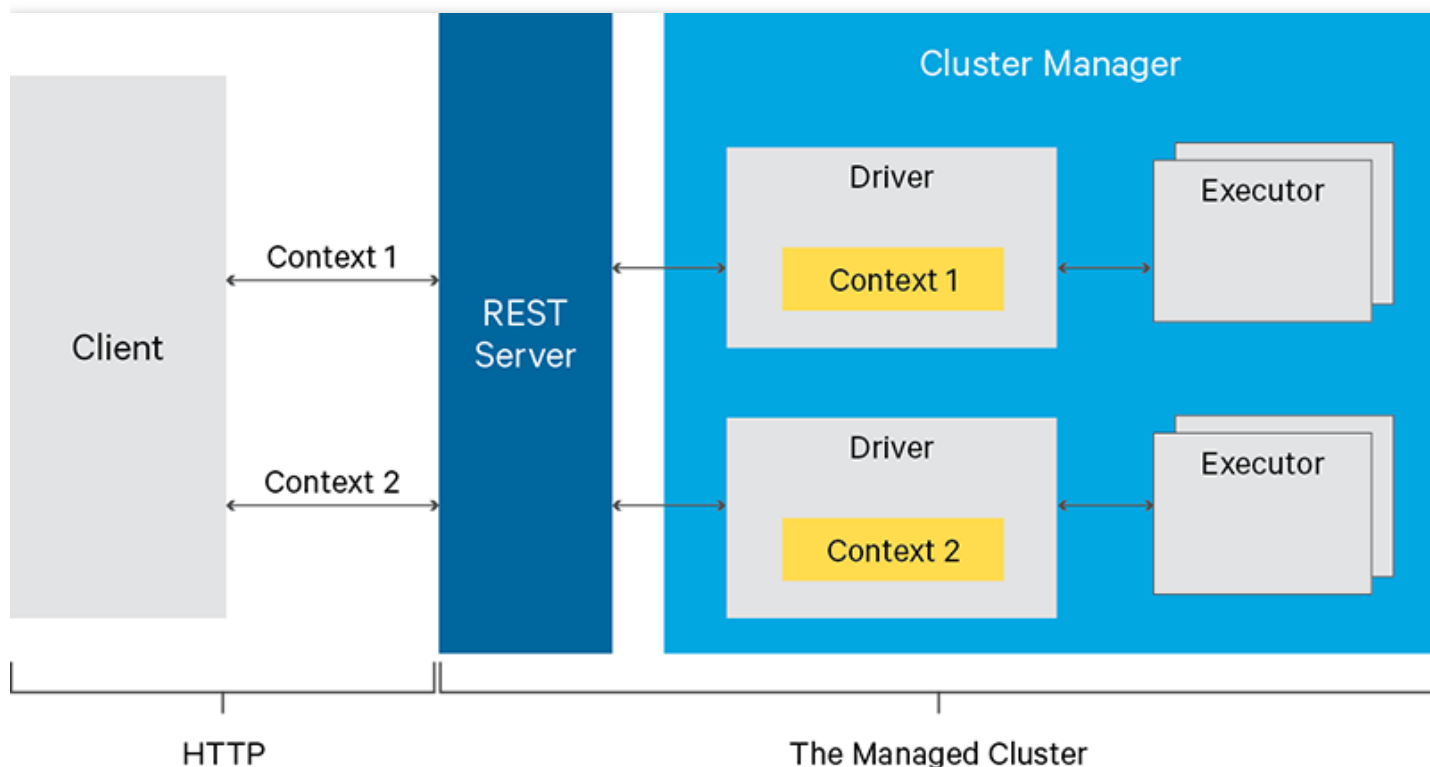 Cluster Manager
Driver
Executor
Context 1
Context 1
REST
Server
Client
Driver
Executor
Context 2
Context 2
HTTP
The Managed Cluster